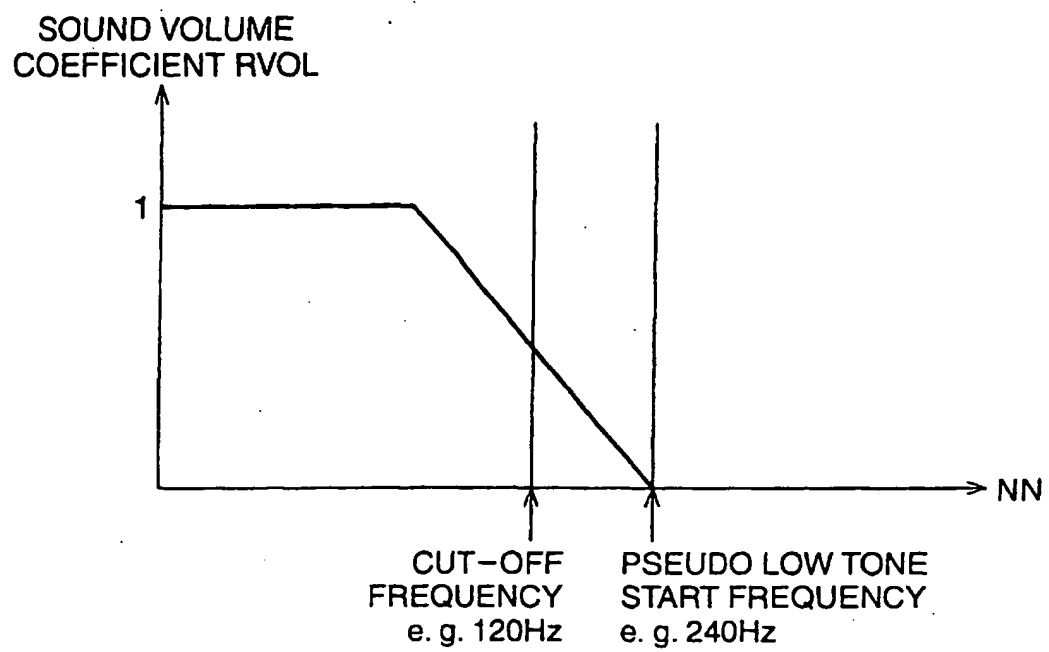 SOUND VOLUME
COEFFICIENT RVOL
1
NN
CUT-OFF
FREQUENCY
e. g. 120Hz
PSEUDO LOW TONE
START FREQUENCY
e. g. 240Hz